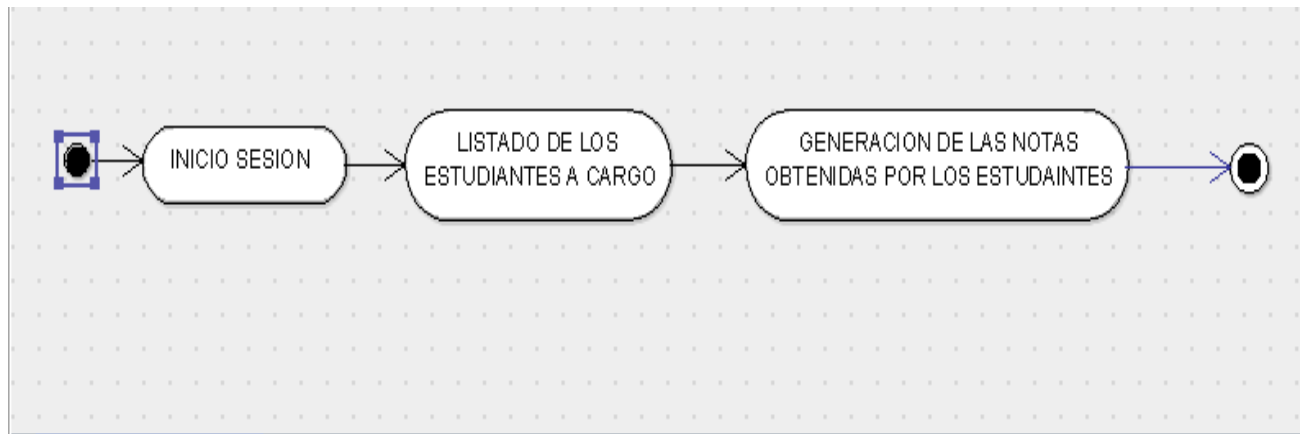 INICIO SESION
LISTADO DE LOS
ESTUDIANTES A CARGO
GENERACION DE LAS NOTAS
OBTENIDAS POR LOS ESTUDAINTES